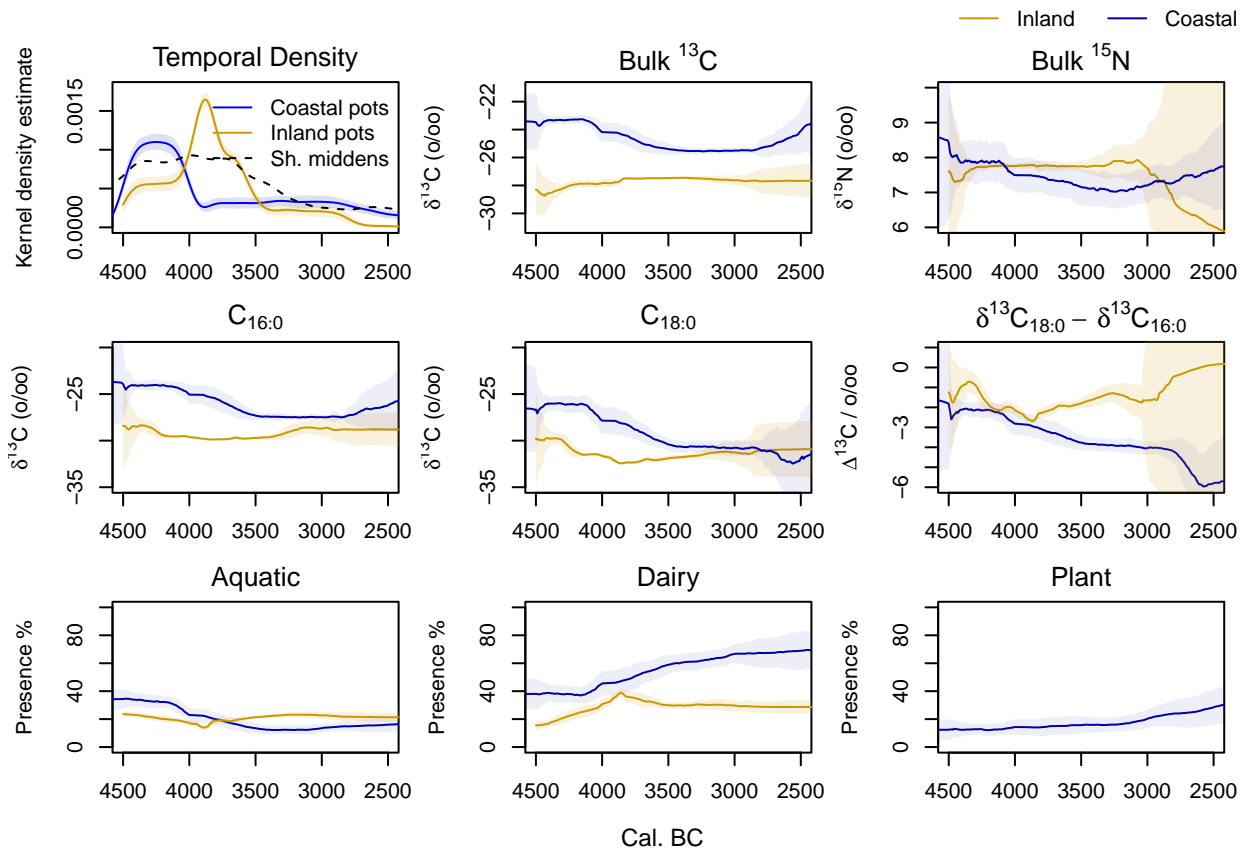 Inland Coastal
Temporal Density
Kernel density estimate
0.0000 0.0015
Coastal pots
Inland pots
Sh. middens
4500 4000 3500 3000 2500
Bulk ¹³C
δ¹³C (o/oo)
−30 −26 −22
4500 4000 3500 3000 2500
Bulk ¹⁵N
δ¹⁵N (o/oo)
6 7 8 9
4500 4000 3500 3000 2500
C₁₆:₀
δ¹³C (o/oo)
−35 −25
4500 4000 3500 3000 2500
C₁₈:₀
δ¹³C (o/oo)
−35 −25
4500 4000 3500 3000 2500
δ¹³C₁₈:₀ − δ¹³C₁₆:₀
Δ¹³C / o/oo
−6 −3 0
4500 4000 3500 3000 2500
Aquatic
Presence %
0 40 80
4500 4000 3500 3000 2500
Dairy
Presence %
0 40 80
4500 4000 3500 3000 2500
Plant
Presence %
0 40 80
4500 4000 3500 3000 2500
Cal. BC